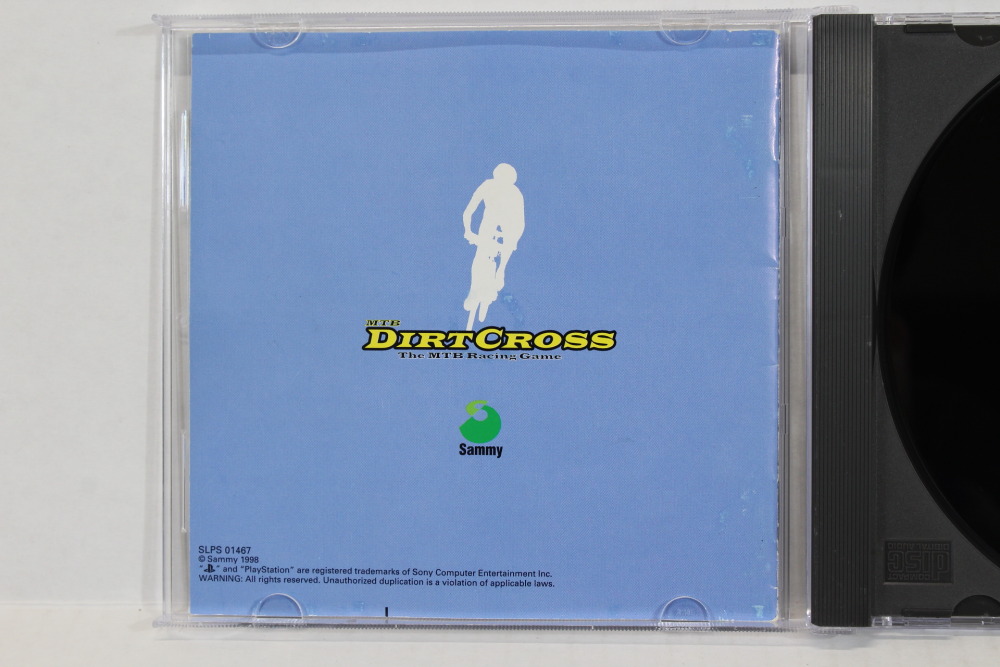 MTB
DIRTCROSS
The MTB Racing Game
Sammy
SLPS 01467
© Sammy 1998
" " and "PlayStation" are registered trademarks of Sony Computer Entertainment Inc.
WARNING: All rights reserved. Unauthorized duplication is a violation of applicable laws.